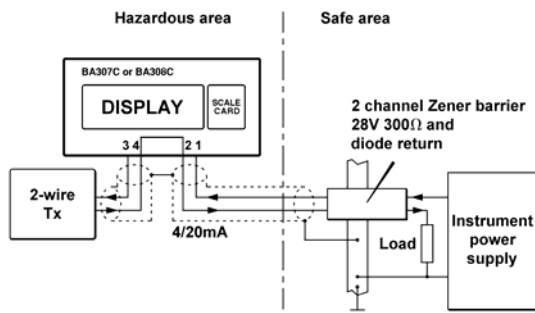 Hazardous area
Safe area
BA307C or BA308C
DISPLAY
SCALE
CARD
3 4
2 1
2 channel Zener barrier
28V 300Ω and
diode return
2-wire
Tx
4/20mA
Load
Instrument
power
supply